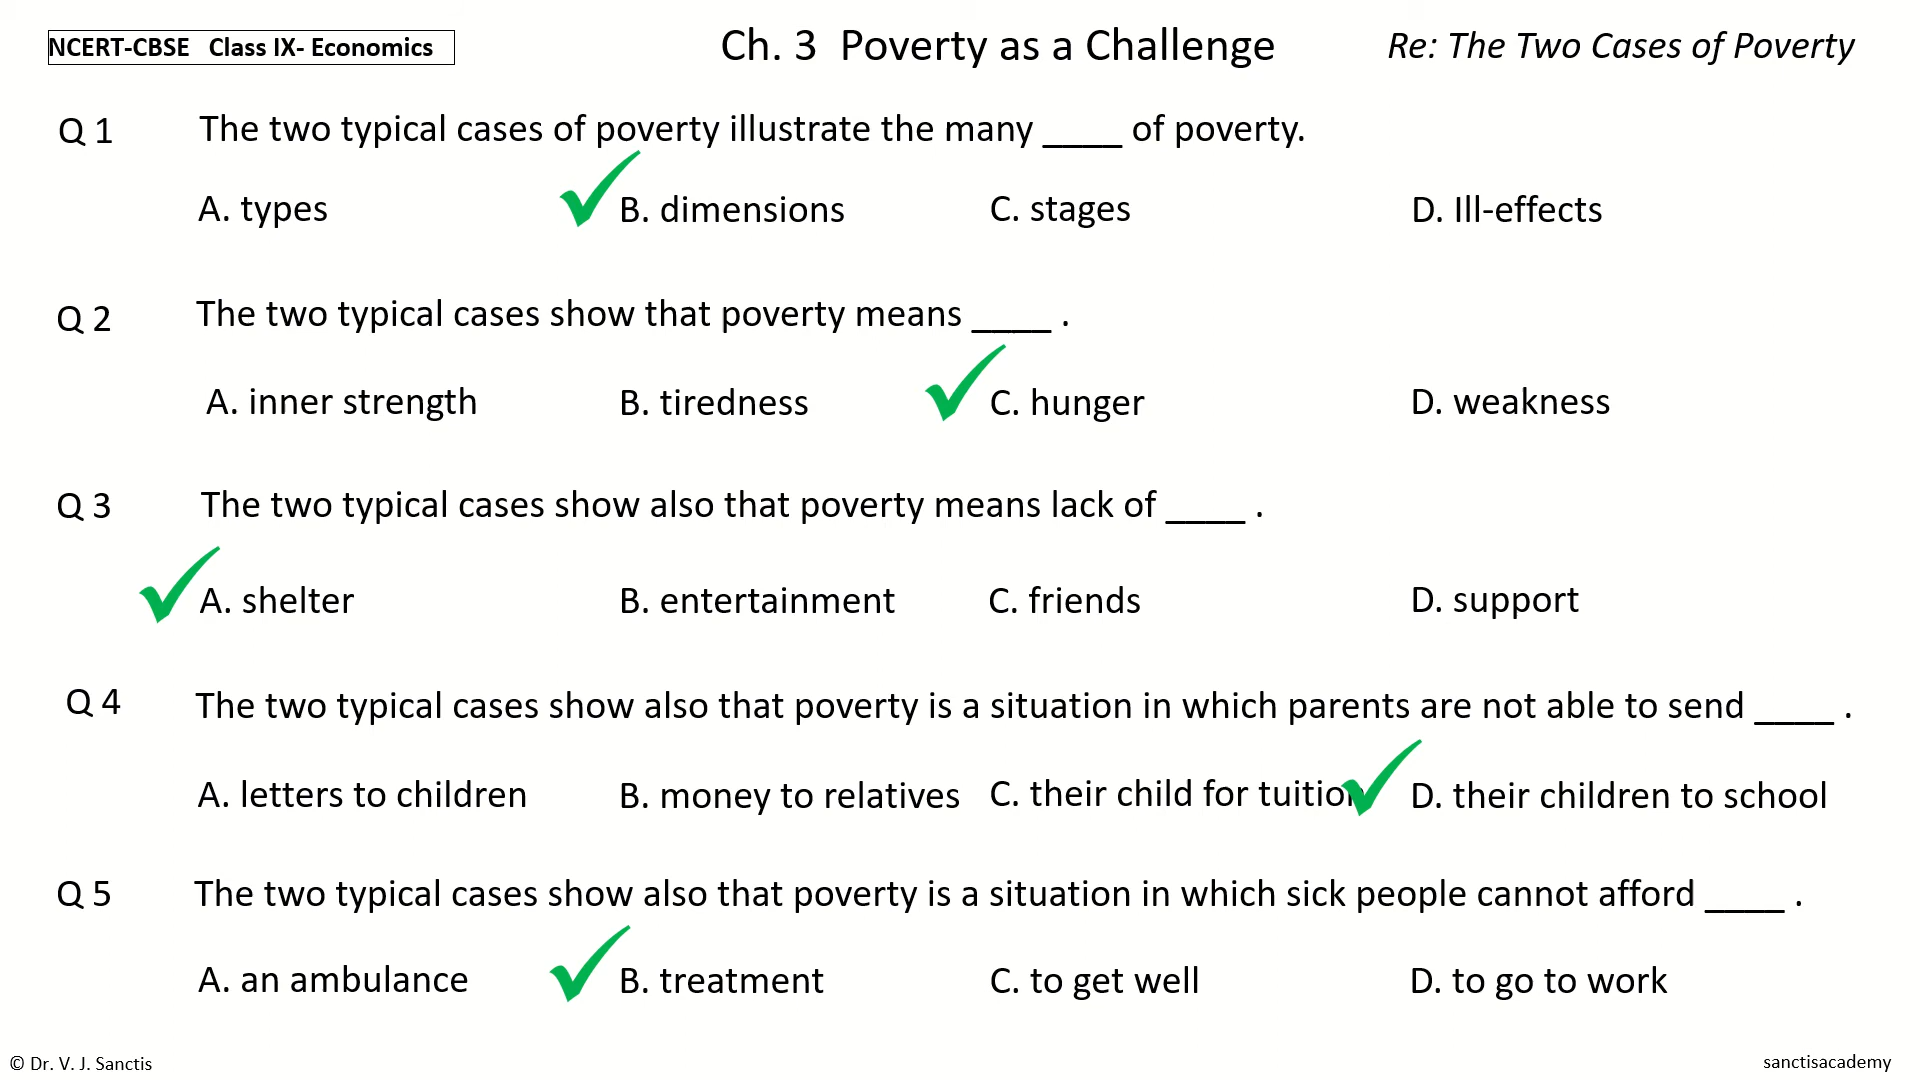 NCERT-CBSE Class IX- Economics
Ch. 3 Poverty as a Challenge
Re: The Two Cases of Poverty
Q 1 The two typical cases of poverty illustrate the many ____ of poverty.
A. types B. dimensions C. stages D. Ill-effects
Q 2 The two typical cases show that poverty means ____ .
A. inner strength B. tiredness C. hunger D. weakness
Q 3 The two typical cases show also that poverty means lack of ____ .
A. shelter B. entertainment C. friends D. support
Q 4 The two typical cases show also that poverty is a situation in which parents are not able to send ____ .
A. letters to children B. money to relatives C. their child for tuition D. their children to school
Q 5 The two typical cases show also that poverty is a situation in which sick people cannot afford ____ .
A. an ambulance B. treatment C. to get well D. to go to work
© Dr. V. J. Sanctis
sanctisacademy